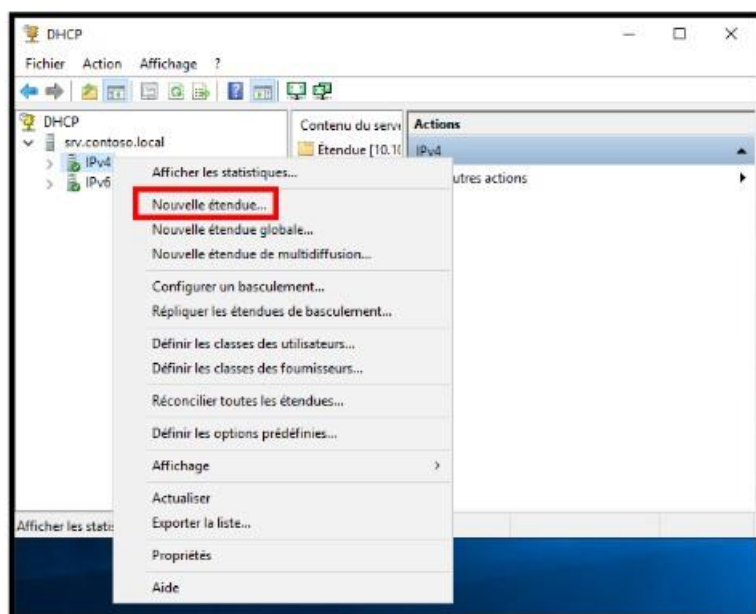 DHCP
Fichier Action Affichage ?
DHCP
srv.contoso.local
IPv4
IPv6
Contenu du serv
Étendue [10.1
Actions
IPv4
utres actions
Afficher les statistiques...
Nouvelle étendue...
Nouvelle étendue globale...
Nouvelle étendue de multidiffusion...
Configurer un basculement...
Répliquer les étendues de basculement...
Définir les classes des utilisateurs...
Définir les classes des fournisseurs...
Réconcilier toutes les étendues...
Définir les options prédéfinies...
Affichage
Actualiser
Exporter la liste...
Propriétés
Aide
Afficher les stati